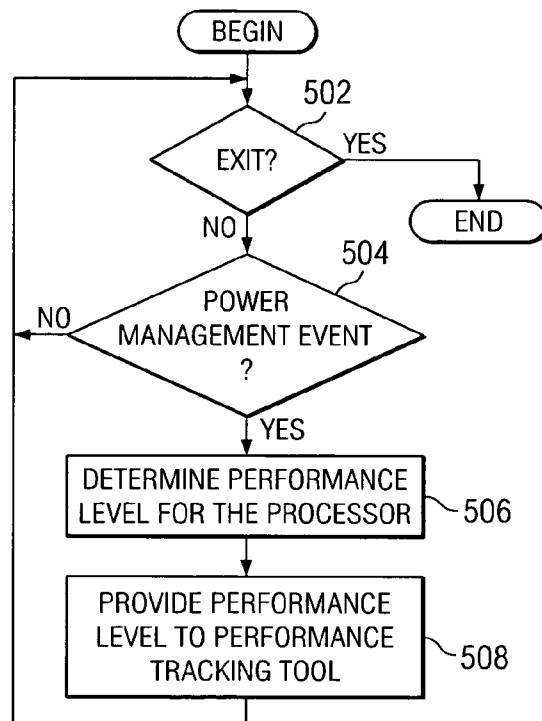 BEGIN
502
EXIT?
YES
END
NO
504
POWER
MANAGEMENT EVENT
?
NO
YES
DETERMINE PERFORMANCE
LEVEL FOR THE PROCESSOR
506
PROVIDE PERFORMANCE
LEVEL TO PERFORMANCE
TRACKING TOOL
508